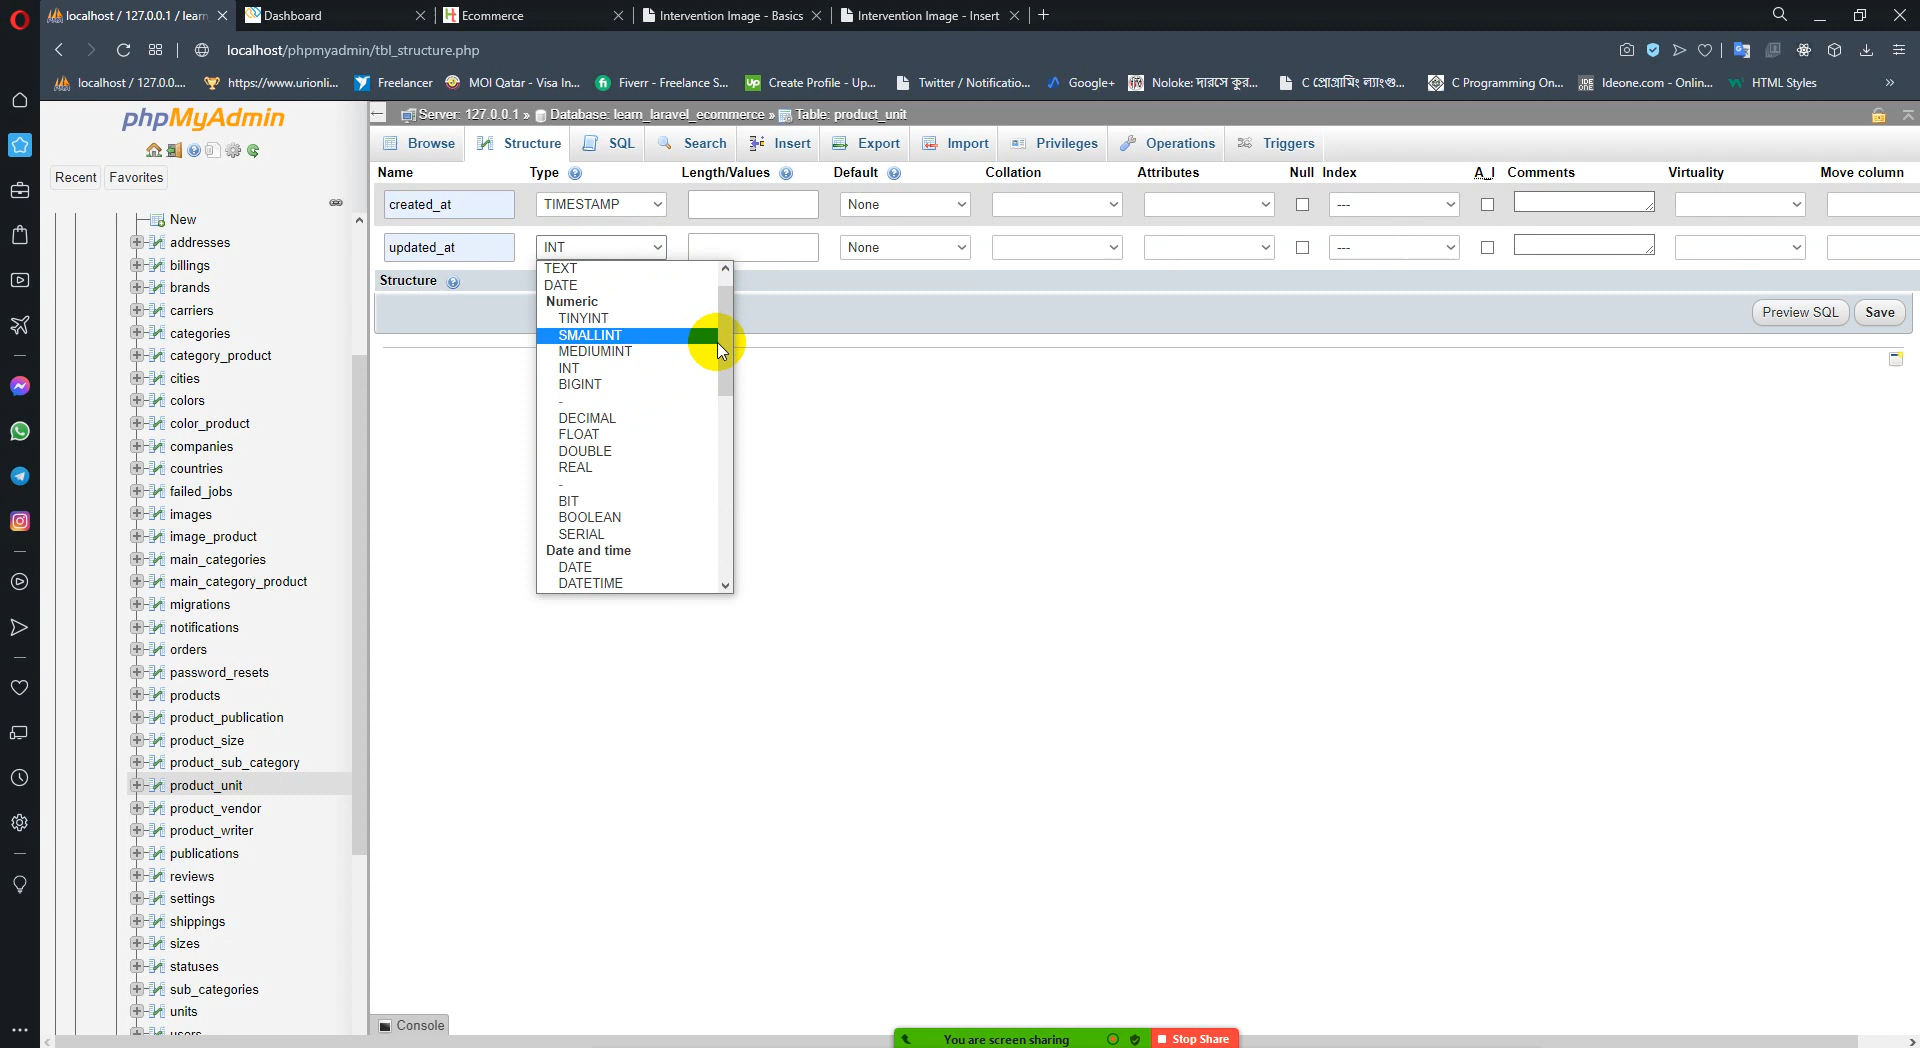 localhost / 127.0.0.1 / learn
Dashboard
Ecommerce
Intervention Image - Basics
Intervention Image - Insert
localhost/phpmyadmin/tbl_structure.php
localhost / 127.0.0....
https://www.urionli...
Freelancer
MOI Qatar - Visa In...
Fiverr - Freelance S...
Create Profile - Up...
Twitter / Notificatio...
Google+
Noloke: দারসে কুর...
C প্রোগ্রামিং ল্যাংগু...
C Programming On...
Ideone.com - Onlin...
HTML Styles
phpMyAdmin
Recent
Favorites
New
addresses
billings
brands
carriers
categories
category_product
cities
colors
color_product
companies
countries
failed_jobs
images
image_product
main_categories
main_category_product
migrations
notifications
orders
password_resets
products
product_publication
product_size
product_sub_category
product_unit
product_vendor
product_writer
publications
reviews
settings
shippings
sizes
statuses
sub_categories
units
users
Server: 127.0.0.1 » Database: learn_laravel_ecommerce » Table: product_unit
Browse
Structure
SQL
Search
Insert
Export
Import
Privileges
Operations
Triggers
Name Type Length/Values Default Collation Attributes Null Index A_I Comments Virtuality Move column
created_at TIMESTAMP None ---
updated_at INT None ---
Structure
Preview SQL
Save
TEXT
DATE
Numeric
TINYINT
SMALLINT
MEDIUMINT
INT
BIGINT
-
DECIMAL
FLOAT
DOUBLE
REAL
-
BIT
BOOLEAN
SERIAL
Date and time
DATE
DATETIME
Console
You are screen sharing
Stop Share